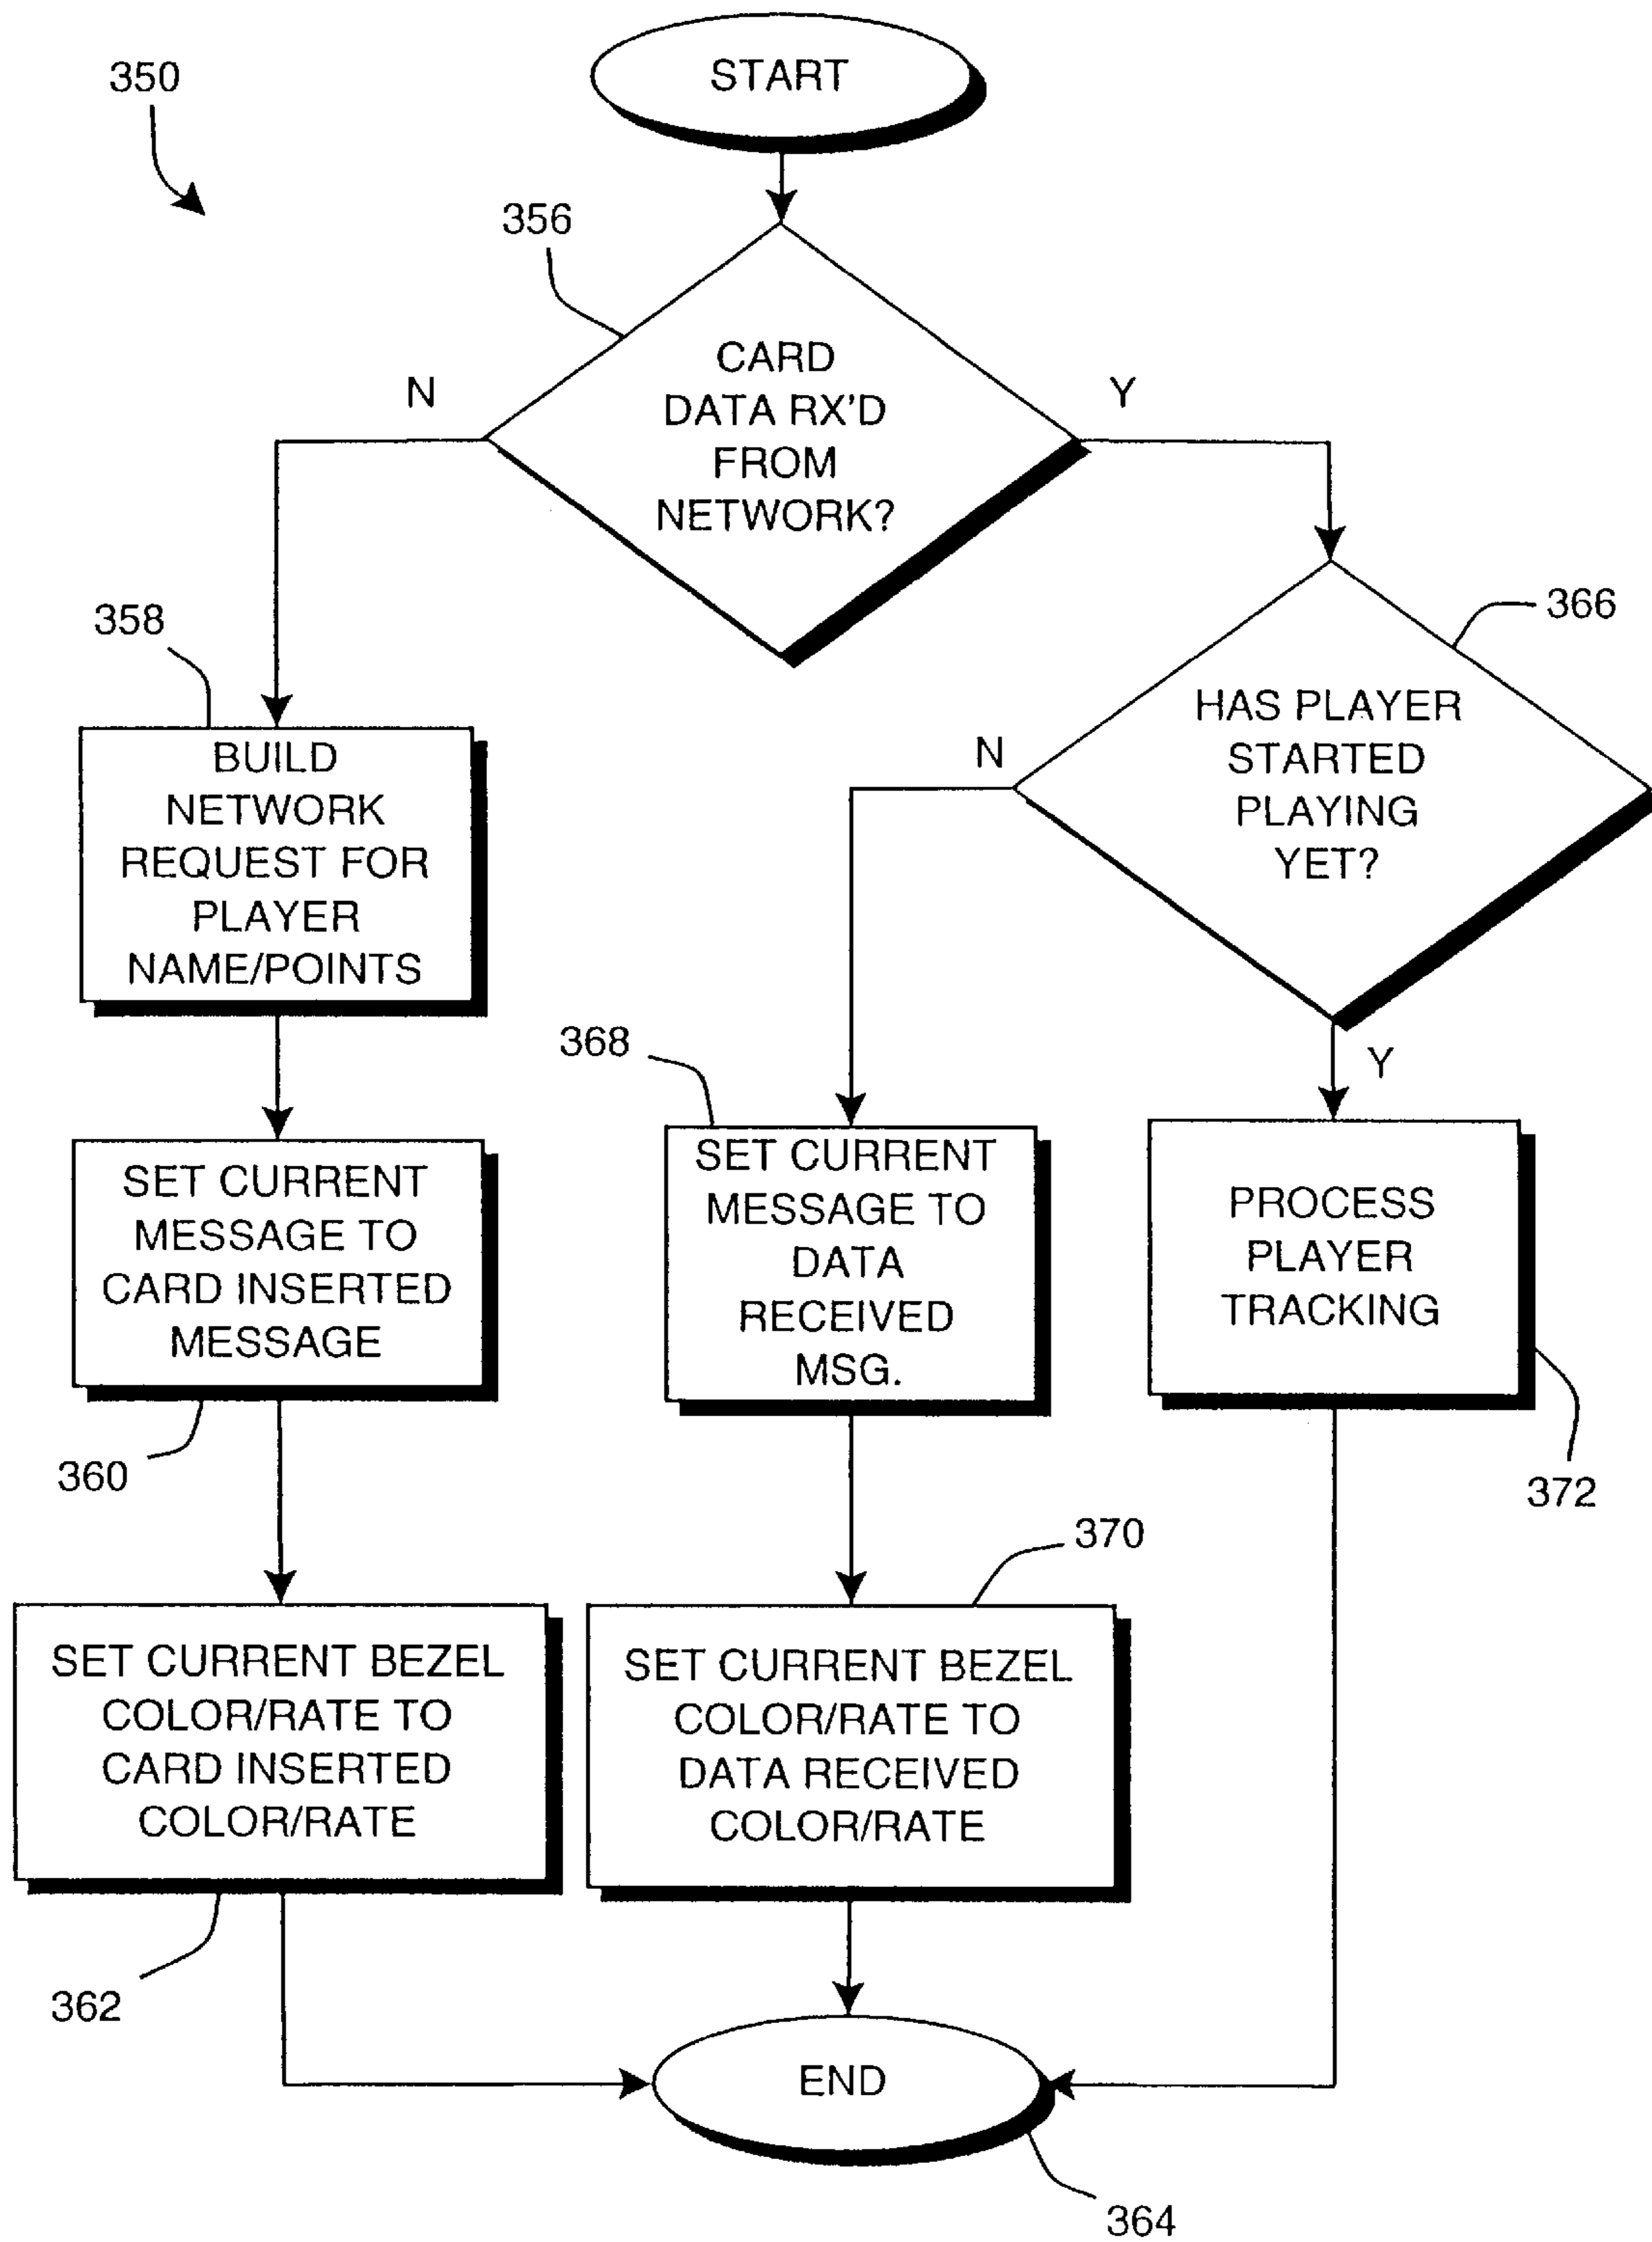 START
350
356
CARD
DATA RX'D
FROM
NETWORK?
N
Y
358
366
BUILD
NETWORK
REQUEST FOR
PLAYER
NAME/POINTS
HAS PLAYER
STARTED
PLAYING
YET?
N
Y
368
SET CURRENT
MESSAGE TO
CARD INSERTED
MESSAGE
SET CURRENT
MESSAGE TO
DATA
RECEIVED
MSG.
PROCESS
PLAYER
TRACKING
360
372
370
SET CURRENT BEZEL
COLOR/RATE TO
CARD INSERTED
COLOR/RATE
SET CURRENT BEZEL
COLOR/RATE TO
DATA RECEIVED
COLOR/RATE
362
END
364